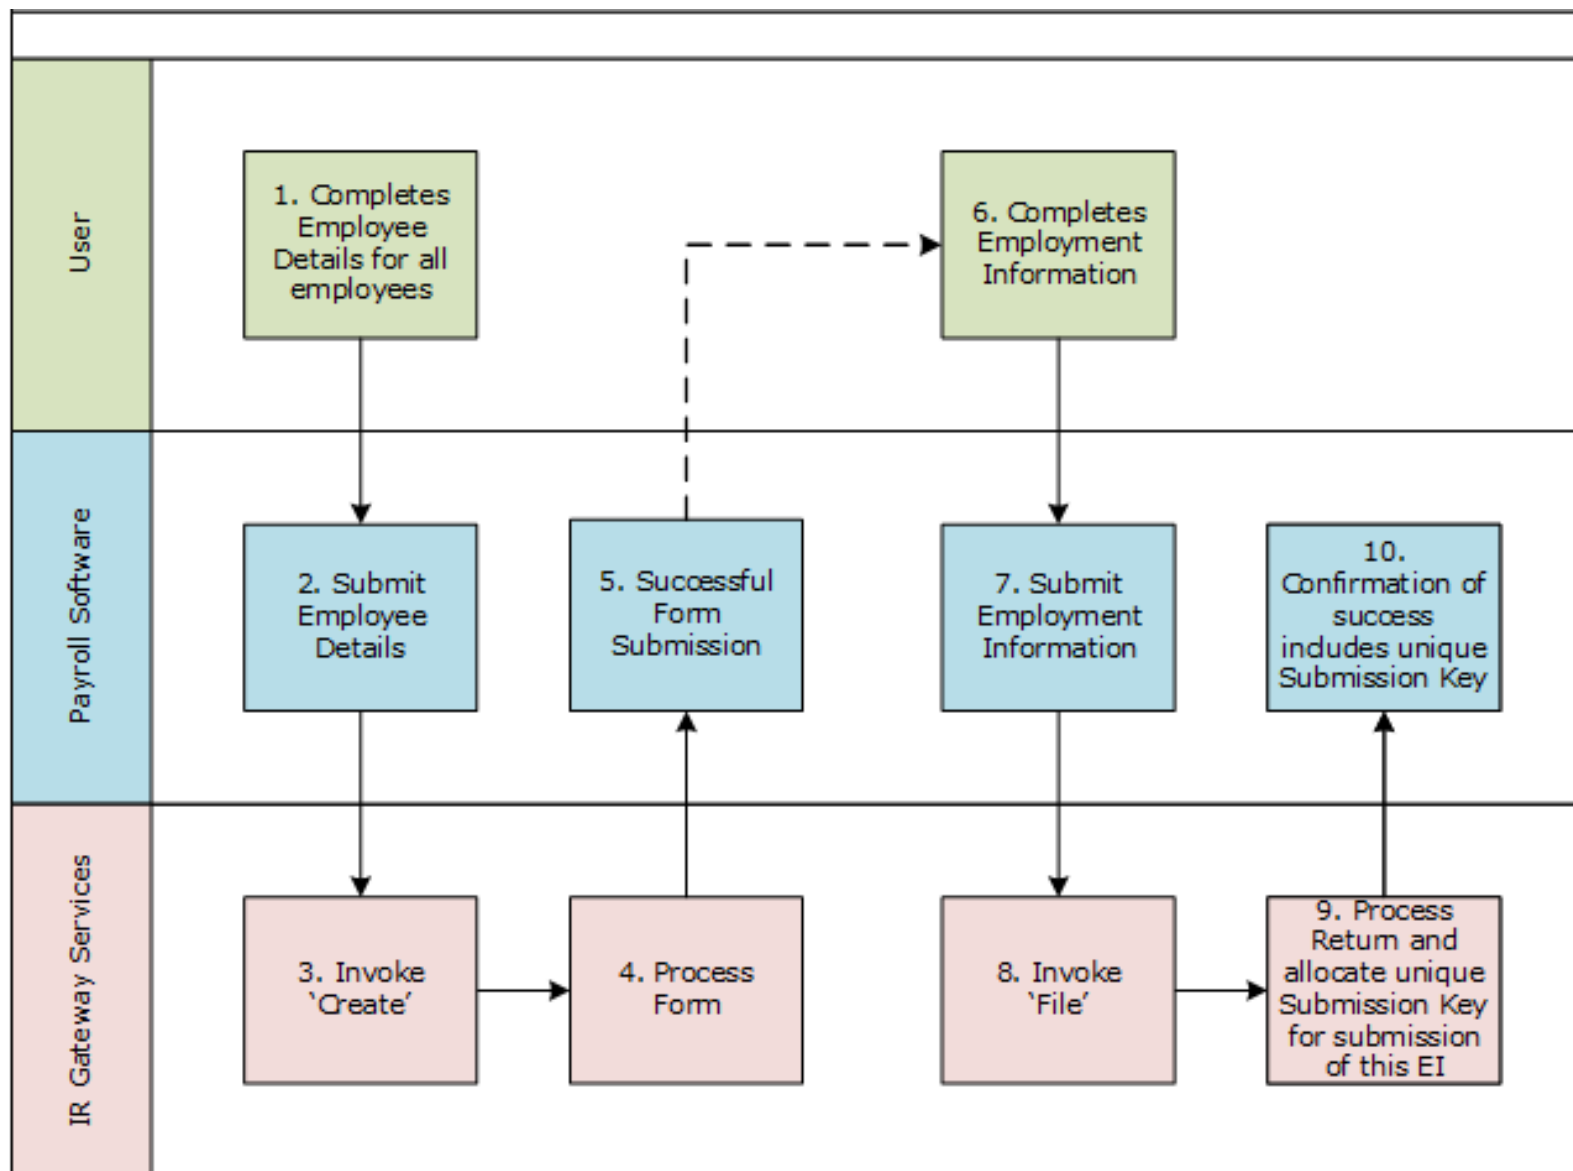 User
1. Completes
Employee
Details for all
employees
6. Completes
Employment
Information
Payroll Software
2. Submit
Employee
Details
5. Successful
Form
Submission
7. Submit
Employment
Information
10.
Confirmation of
success
includes unique
Submission Key
IR Gateway Services
3. Invoke
‘Create’
4. Process
Form
8. Invoke
‘File’
9. Process
Return and
allocate unique
Submission Key
for submission
of this EI